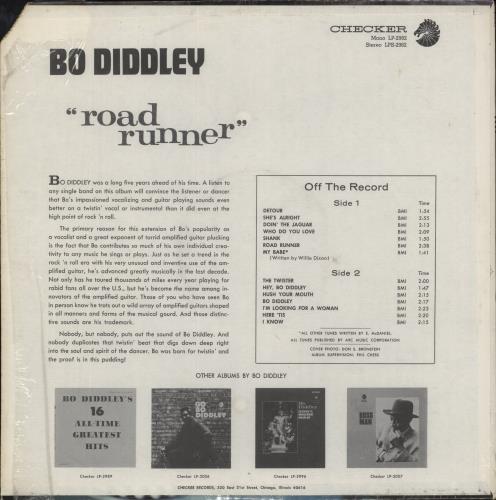 CHECKER
Mono LP-2982
Stereo LPS-2982
BO DIDDLEY
"road
runner"
BO DIDDLEY was a long five years ahead of his time. A listen to
any single band on this album will convince the listener or dancer
that Bo's impassioned vocalizing and guitar playing sounds even
better on a twistin' vocal or instrumental than it did even at the
high point of rock 'n roll.
The primary reason for this extension of Bo's popularity as
a vocalist and a great exponent of torrid amplified guitar plucking
is the fact that Bo contributes so much of his own individual crea-
tivity to any music he sings or plays. Just as he set a trend in the
rock 'n roll era with his very unusual and inventive use of the am-
plified guitar, he's advanced greatly musically in the last decade.
Not only has he toured thousands of miles every year playing for
rabid fans all over the U.S., but he's become the name among in-
novators of the amplified guitar. Those of you who have seen Bo
in person know he trots out a wild array of amplified guitars shaped
in all manners and forms of the musical gourd. And those distinc-
tive sounds are his trademark.
Nobody, but nobody, puts out the sound of Bo Diddley. And
nobody duplicates that twistin' beat that digs down deep right
into the soul and spirit of the dancer. Bo was born for twistin' and
the proof is in this pudding!
Off The Record
Side 1 Time
DETOUR BMI 1:54
SHE'S ALRIGHT BMI 2:55
DOIN' THE JAGUAR BMI 2:13
WHO DO YOU LOVE BMI 2:09
SHANK BMI 1:50
ROAD RUNNER BMI 2:38
MY BABE* BMI 1:41
(Written by Willie Dixon)
Side 2 Time
THE TWISTER BMI 2:00
HEY, BO DIDDLEY BMI 1:47
HUSH YOUR MOUTH BMI 2:15
BO DIDDLEY BMI 2:17
I'M LOOKING FOR A WOMAN BMI 2:23
HERE 'TIS BMI 2:20
I KNOW BMI 2:15
*ALL OTHER TUNES WRITTEN BY E. McDANIEL
ALL TUNES PUBLISHED BY ARC MUSIC CORPORATION
COVER PHOTO: DON S. BRONSTEIN
ALBUM SUPERVISION: PHIL CHESS
OTHER ALBUMS BY BO DIDDLEY
BO DIDDLEY'S
16
ALL-TIME
GREATEST
HITS
GO
BO
DIDDLEY
Bo Diddley
BOSS
MAN
Checker LP-2989
Checker LP-3006
Checker LP-2996
Checker LP-3007
CHECKER RECORDS, 320 East 21st Street, Chicago, Illinois 60616